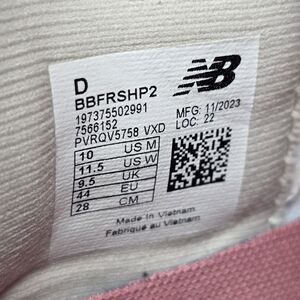 D
BBFRSHP2
197375502991
7566152
PVRQV5758 VXD
NB
MFG: 11/2023
LOC: 22
10 US M
11.5 US W
9.5 UK
44 EU
28 CM
Made in Vietnam
Fabriqué au Vietnam